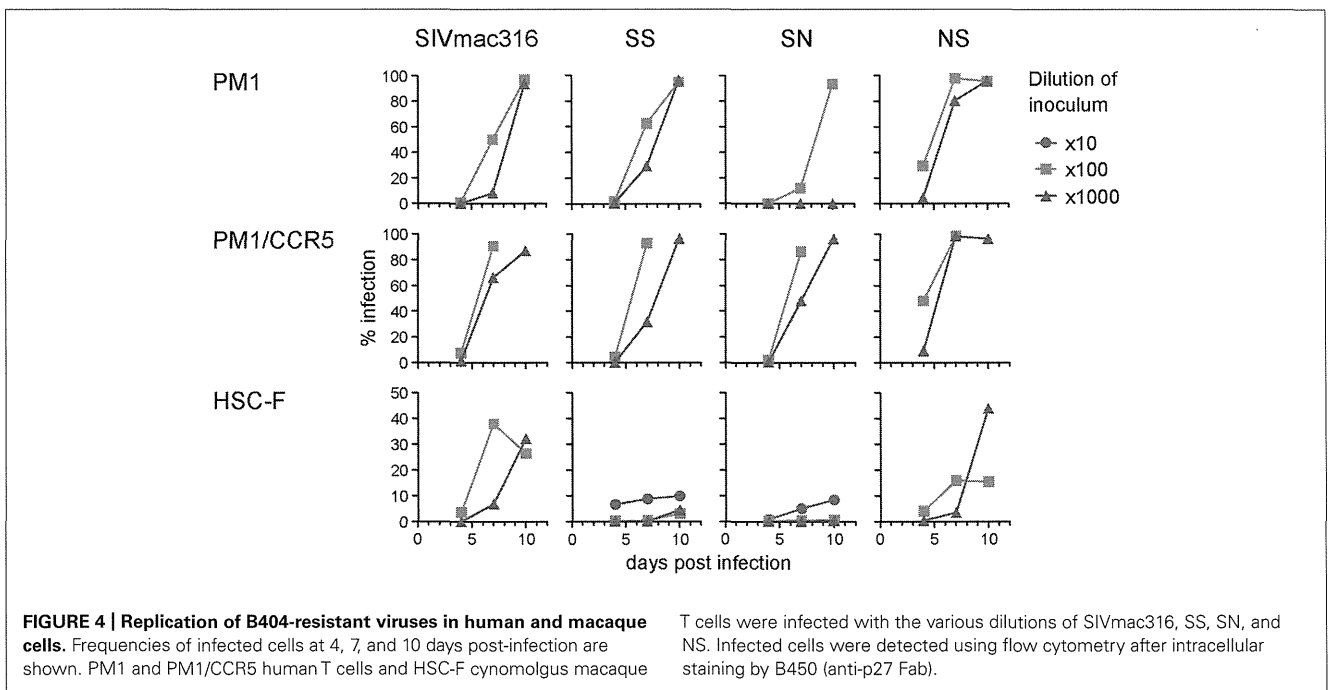 SIVmac316 SS SN NS
PM1
100
80
60
40
20
0
Dilution of
inoculum
x10
x100
x1000
PM1/CCR5
% infection
100
80
60
40
20
0
HSC-F
50
40
30
20
10
0
0 5 10 0 5 10 0 5 10 0 5 10
days post infection
FIGURE 4 | Replication of B404-resistant viruses in human and macaque
cells. Frequencies of infected cells at 4, 7, and 10 days post-infection are
shown. PM1 and PM1/CCR5 human T cells and HSC-F cynomolgus macaque
T cells were infected with the various dilutions of SIVmac316, SS, SN, and
NS. Infected cells were detected using flow cytometry after intracellular
staining by B450 (anti-p27 Fab).